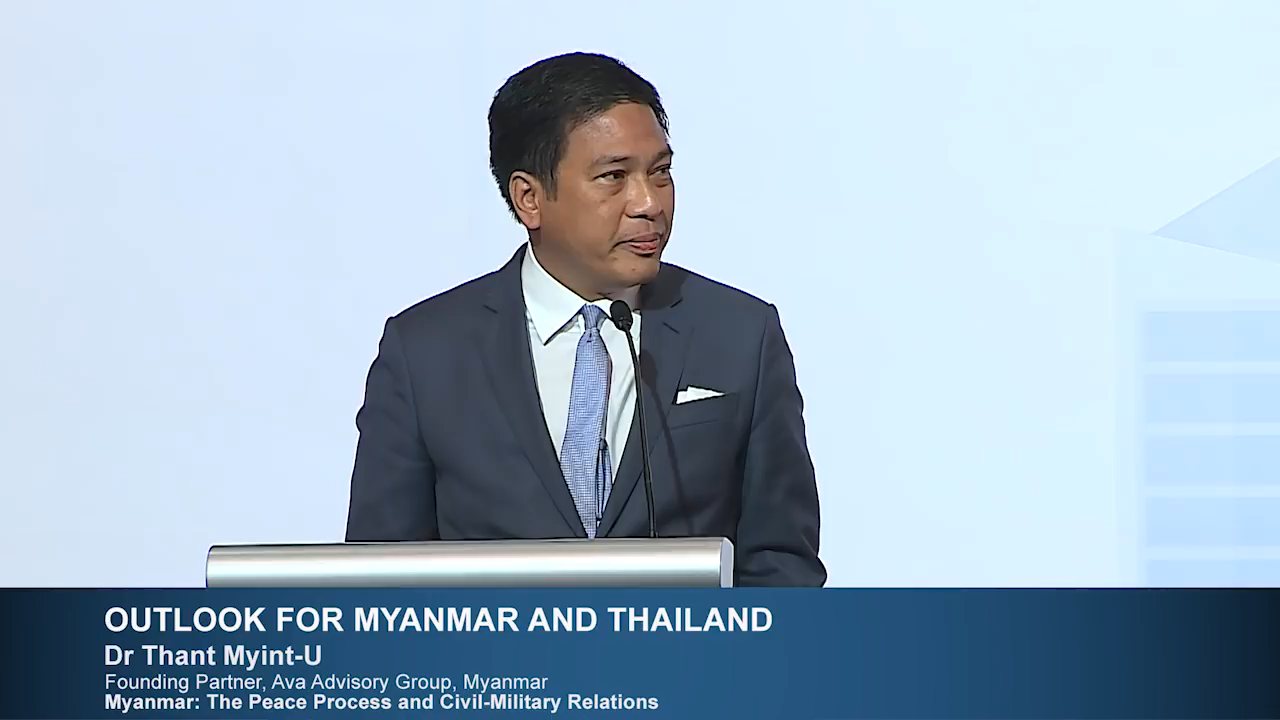 OUTLOOK FOR MYANMAR AND THAILAND
Dr Thant Myint-U
Founding Partner, Ava Advisory Group, Myanmar
Myanmar: The Peace Process and Civil-Military Relations